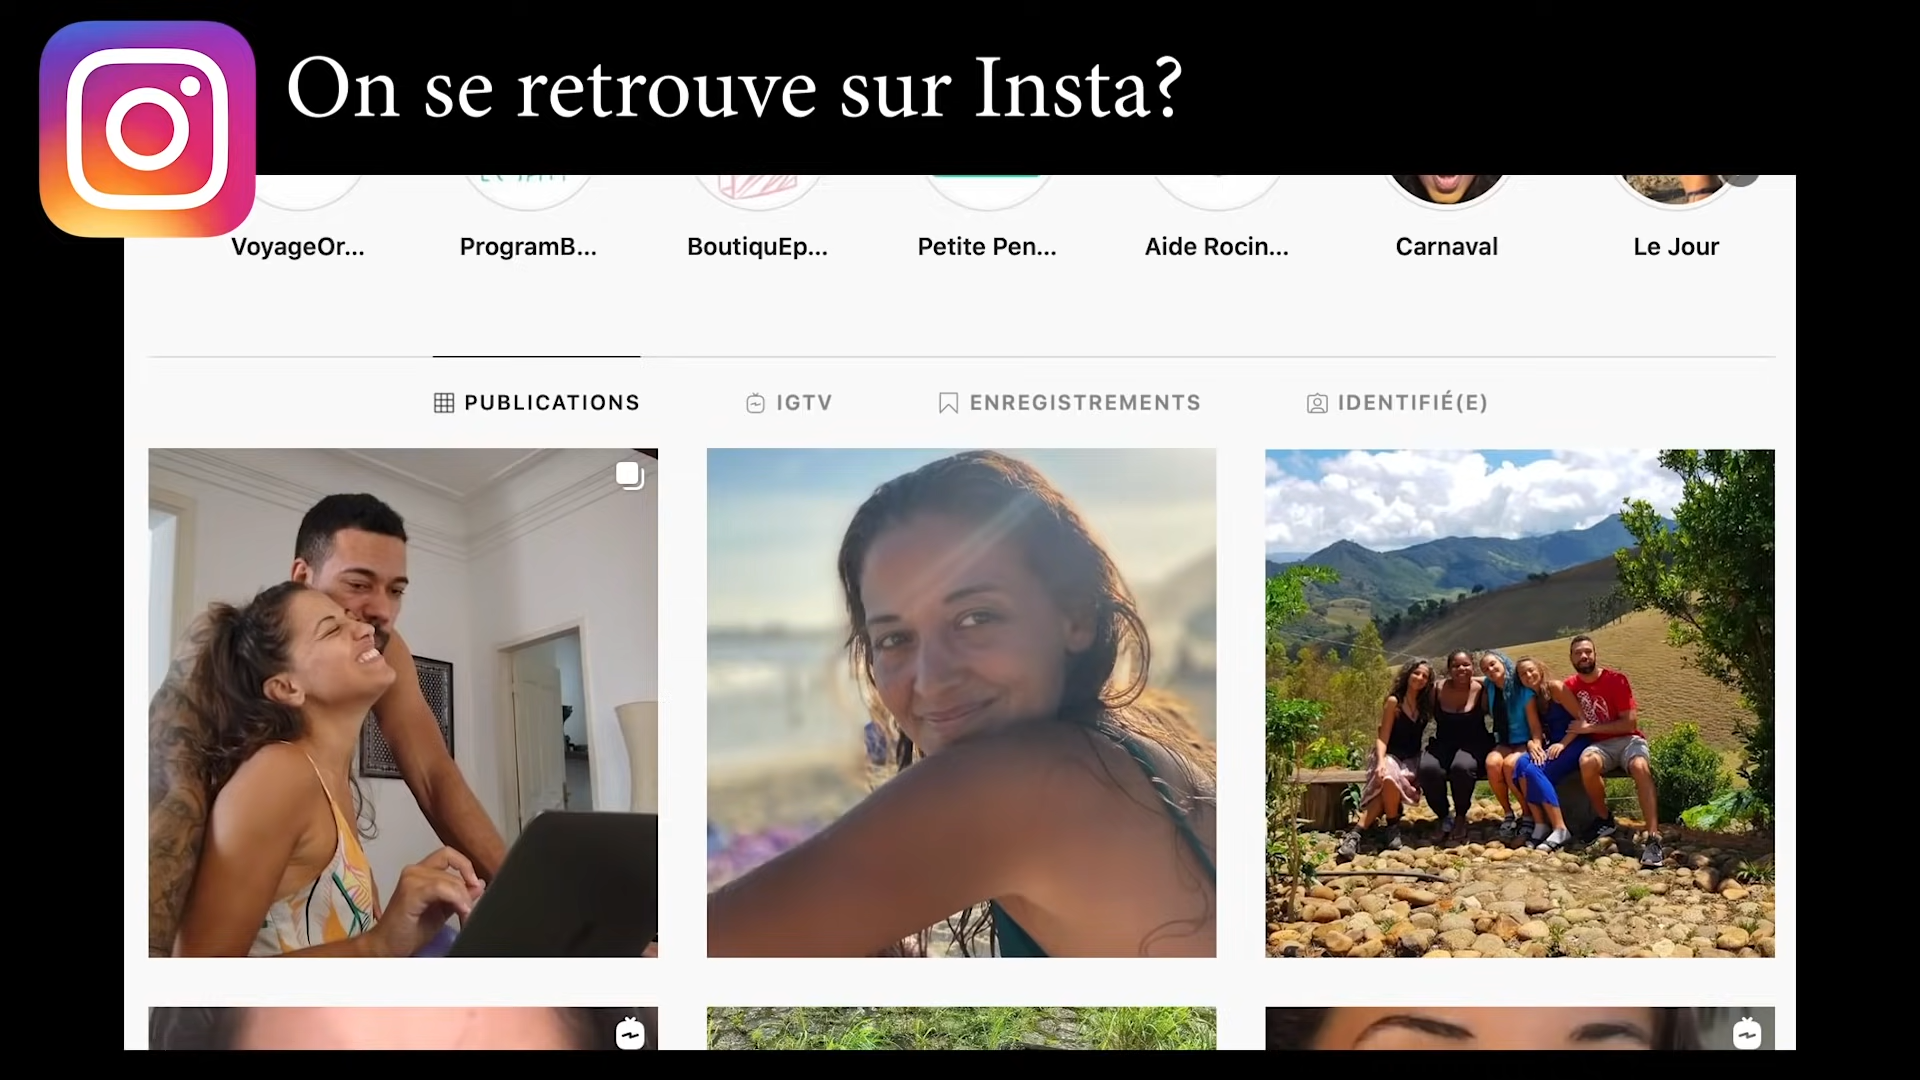 On se retrouve sur Insta?
VoyageOr... ProgramB... BoutiquEp... Petite Pen... Aide Rocin... Carnaval Le Jour
PUBLICATIONS IGTV ENREGISTREMENTS IDENTIFIÉ(E)